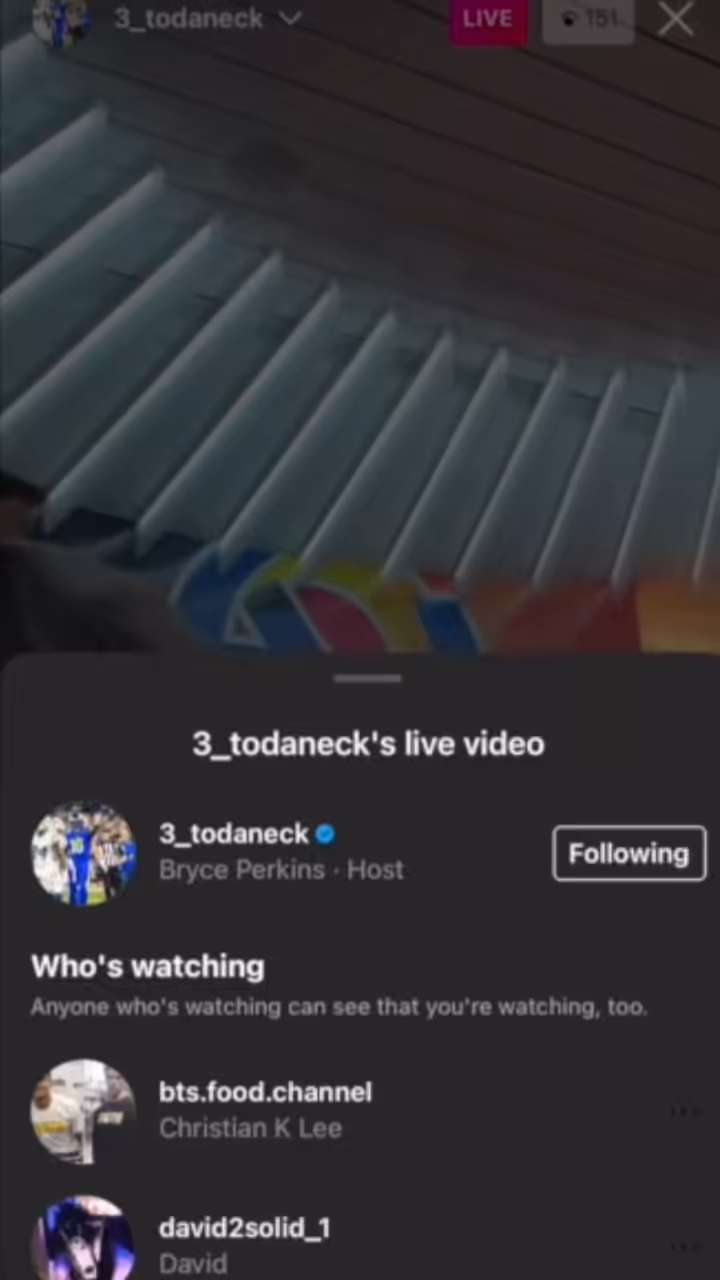 3_todaneck
LIVE
151
3_todaneck's live video
3_todaneck
Bryce Perkins · Host
Following
Who's watching
Anyone who's watching can see that you're watching, too.
bts.food.channel
Christian K Lee
david2solid_1
David